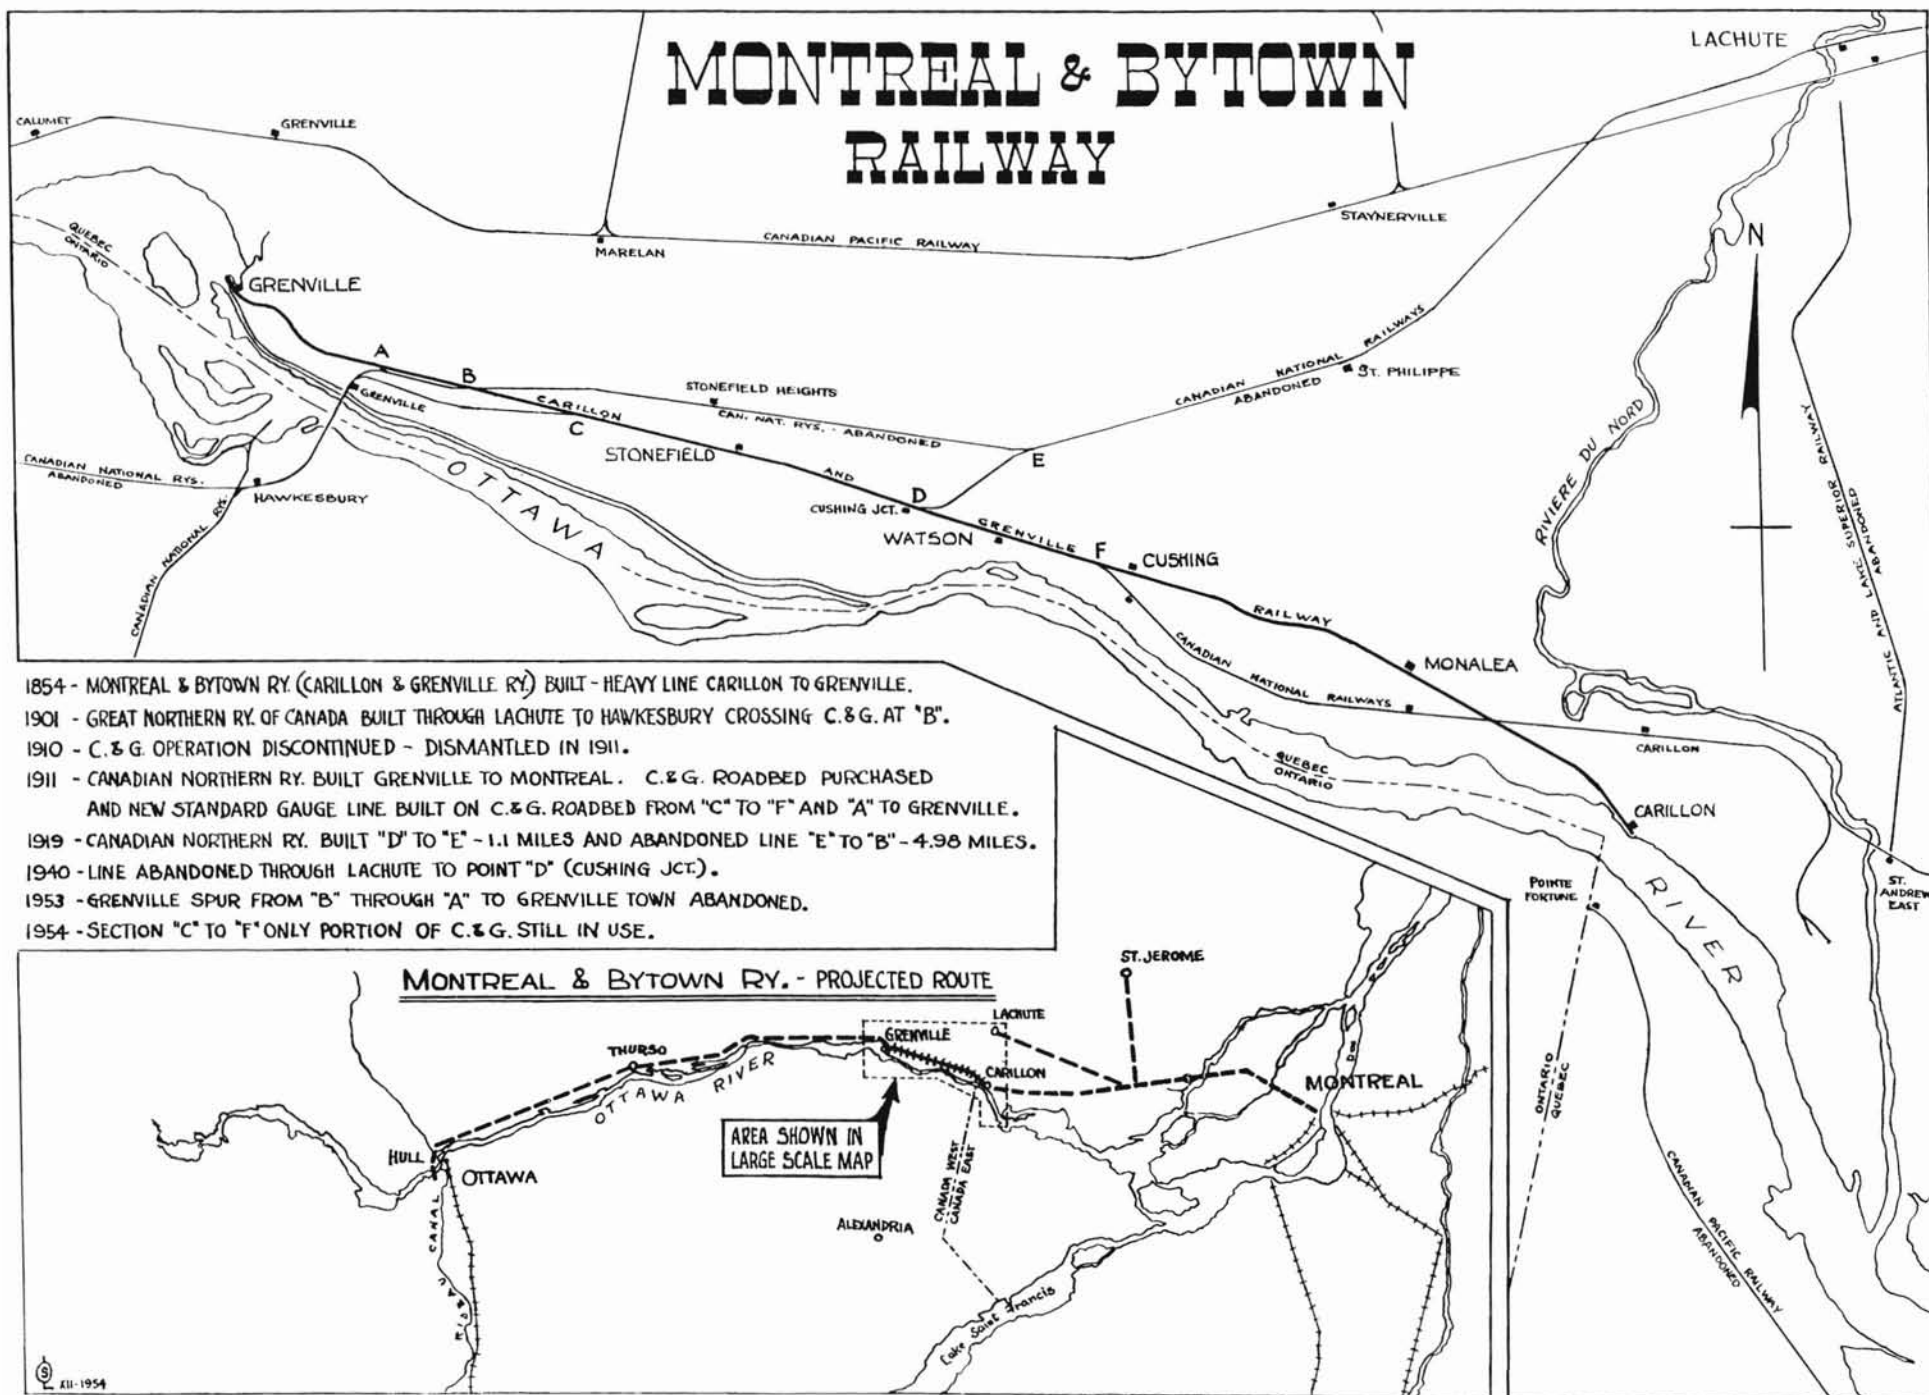 MONTREAL & BYTOWN
RAILWAY
LACHUTE
CALUMET
GRENVILLE
STAYNERVILLE
MARELAN
CANADIAN PACIFIC RAILWAY
QUEBEC
ONTARIO
N
GRENVILLE
A
B
GRENVILLE
STONEFIELD HEIGHTS
CAN. NAT. RYS. - ABANDONED
CANADIAN NATIONAL RAILWAYS
ABANDONED
ST. PHILIPPE
CARILLON
C
STONEFIELD
AND
E
D
CUSHING JCT.
WATSON
GRENVILLE
F
CUSHING
RAILWAY
CANADIAN NATIONAL RYS.
ABANDONED
HAWKESBURY
CANADIAN NATIONAL RYS.
OTTAWA
RIVIERE DU NORD
ATLANTIC AND LAKE SUPERIOR RAILWAY
ABANDONED
CANADIAN NATIONAL RAILWAYS
MONALEA
CARILLON
QUEBEC
ONTARIO
CARILLON
ST.
ANDREW
EAST
POINTE
FORTUNE
RIVER
ONTARIO
QUEBEC
CANADIAN PACIFIC RAILWAY
ABANDONED
1854 - MONTREAL & BYTOWN RY. (CARILLON & GRENVILLE RY.) BUILT - HEAVY LINE CARILLON TO GRENVILLE.
1901 - GREAT NORTHERN RY. OF CANADA BUILT THROUGH LACHUTE TO HAWKESBURY CROSSING C.& G. AT "B".
1910 - C.& G. OPERATION DISCONTINUED - DISMANTLED IN 1911.
1911 - CANADIAN NORTHERN RY. BUILT GRENVILLE TO MONTREAL. C.& G. ROADBED PURCHASED
AND NEW STANDARD GAUGE LINE BUILT ON C.& G. ROADBED FROM "C" TO "F" AND "A" TO GRENVILLE.
1919 - CANADIAN NORTHERN RY. BUILT "D" TO "E" - 1.1 MILES AND ABANDONED LINE "E" TO "B" - 4.98 MILES.
1940 - LINE ABANDONED THROUGH LACHUTE TO POINT "D" (CUSHING JCT.).
1953 - GRENVILLE SPUR FROM "B" THROUGH "A" TO GRENVILLE TOWN ABANDONED.
1954 - SECTION "C" TO "F" ONLY PORTION OF C.& G. STILL IN USE.
MONTREAL & BYTOWN RY. - PROJECTED ROUTE
ST. JEROME
LACHUTE
GRENVILLE
THURSO
CARILLON
MONTREAL
OTTAWA RIVER
AREA SHOWN IN
LARGE SCALE MAP
HULL
OTTAWA
CANADA WEST
CANADA EAST
ALEXANDRIA
RIDEAU CANAL
Lake Saint Francis
S
XII-1954